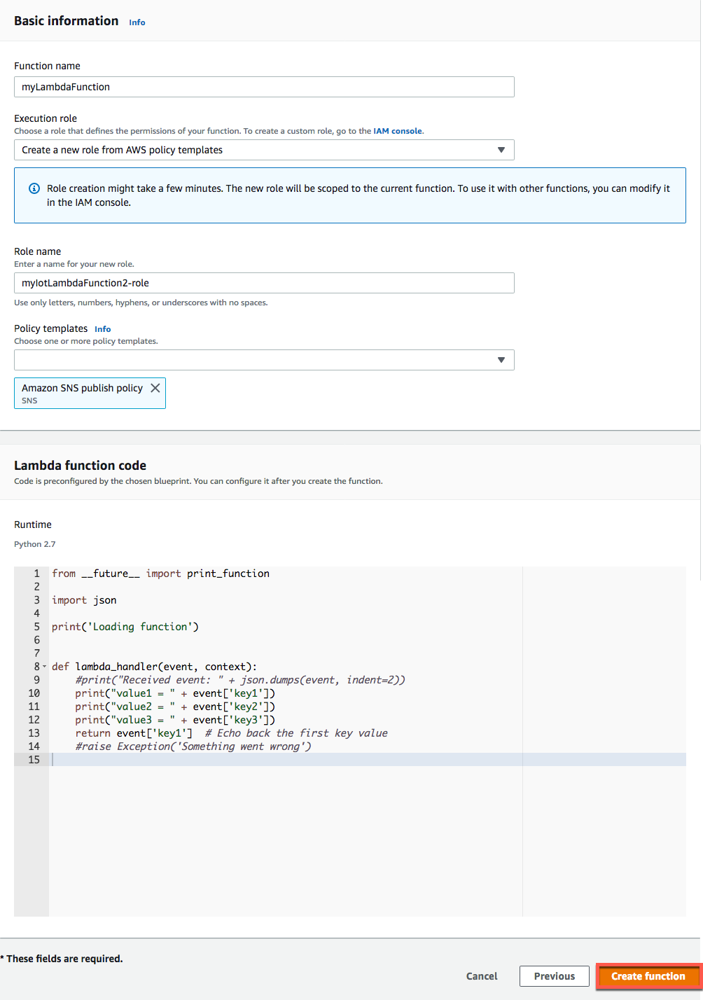 Basic information Info
Function name
myLambdaFunction
Execution role
Choose a role that defines the permissions of your function. To create a custom role, go to the IAM console.
Create a new role from AWS policy templates
Role creation might take a few minutes. The new role will be scoped to the current function. To use it with other functions, you can modify it
in the IAM console.
Role name
Enter a name for your new role.
myIotLambdaFunction2-role
Use only letters, numbers, hyphens, or underscores with no spaces.
Policy templates Info
Choose one or more policy templates.
Amazon SNS publish policy
SNS
Lambda function code
Code is preconfigured by the chosen blueprint. You can configure it after you create the function.
Runtime
Python 2.7
1 from __future__ import print_function
2
3 import json
4
5 print('Loading function')
6
7
8 def lambda_handler(event, context):
9     #print("Received event: " + json.dumps(event, indent=2))
10     print("value1 = " + event['key1'])
11     print("value2 = " + event['key2'])
12     print("value3 = " + event['key3'])
13     return event['key1']  # Echo back the first key value
14     #raise Exception('Something went wrong')
15
* These fields are required.
Cancel Previous Create function